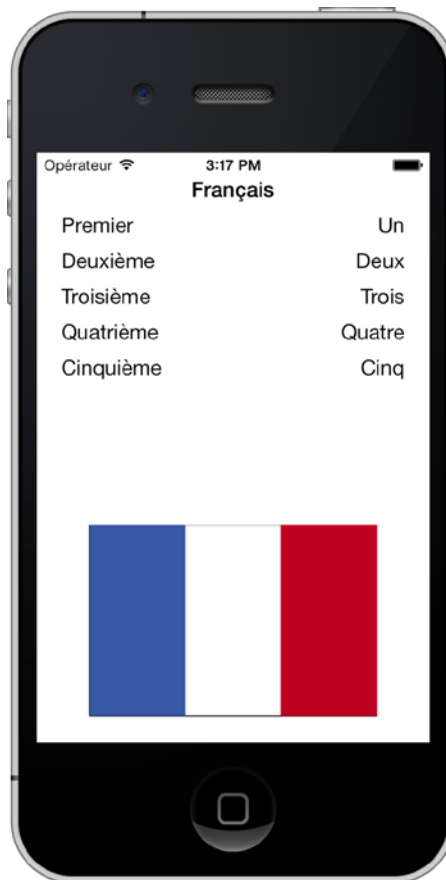 Opérateur 3:17 PM
Français
Premier Un
Deuxième Deux
Troisième Trois
Quatrième Quatre
Cinquième Cinq